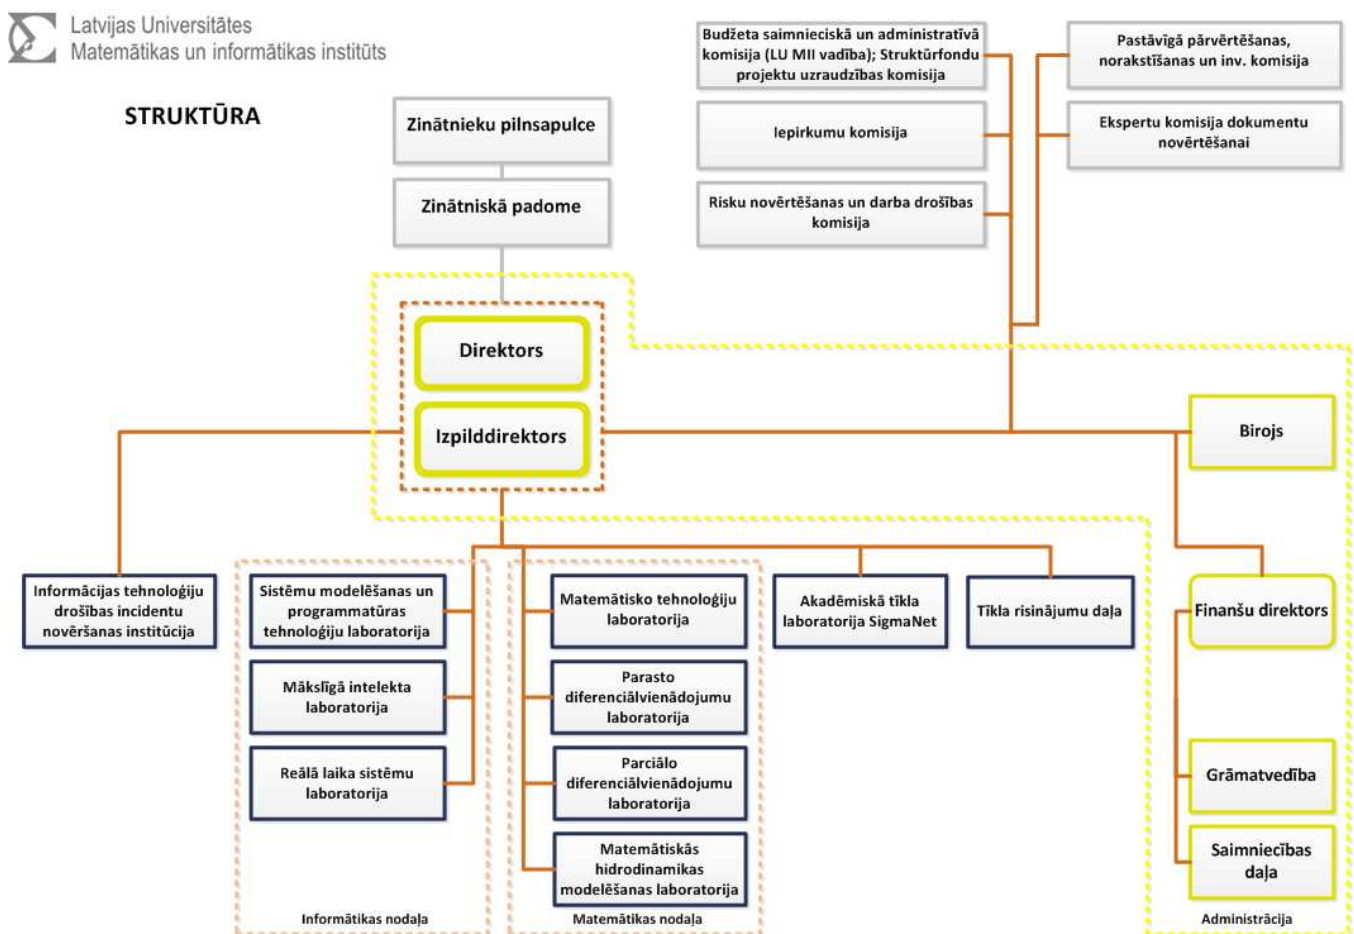 Latvijas Universitātes
Matemātikas un informātikas institūts
STRUKTŪRA
Zinātnieku pilnsapulce
Zinātniskā padome
Budžeta saimnieciskā un administratīvā
komisija (LU MII vadība); Struktūrfondu
projektu uzraudzības komisija
Iepirkumu komisija
Risku novērtēšanas un darba drošības
komisija
Pastāvīgā pārvērtēšanas,
norakstīšanas un inv. komisija
Ekspertu komisija dokumentu
novērtēšanai
Direktors
Izpilddirektors
Birojs
Informācijas tehnoloģiju
drošības incidentu
novēršanas institūcija
Sistēmu modelēšanas un
programmatūras
tehnoloģiju laboratorija
Mākslīgā intelekta
laboratorija
Reālā laika sistēmu
laboratorija
Informātikas nodaļa
Matemātisko tehnoloģiju
laboratorija
Parasto
diferenciālvienādojumu
laboratorija
Parciālo
diferenciālvienādojumu
laboratorija
Matemātiskās
hidrodinamikas
modelēšanas laboratorija
Matemātikas nodaļa
Akadēmiskā tīkla
laboratorija SigmaNet
Tīkla risinājumu daļa
Finanšu direktors
Grāmatvedība
Saimniecības
daļa
Administrācija